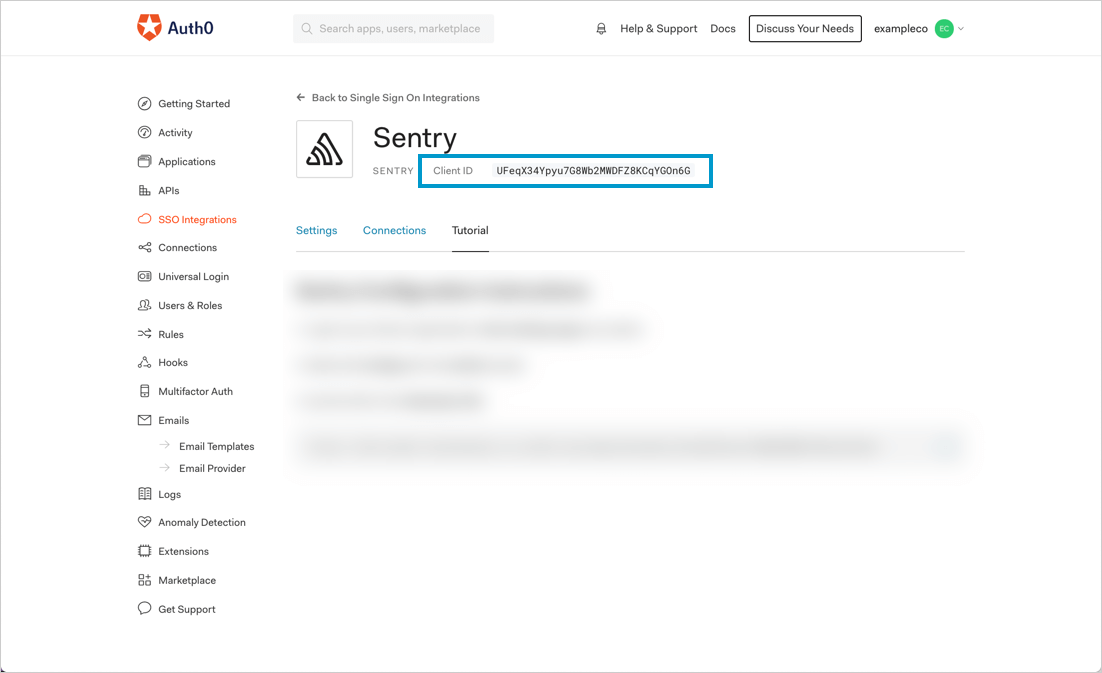 Auth0
Search apps, users, marketplace
Help & Support
Docs
Discuss Your Needs
exampleco
EC
Getting Started
Activity
Applications
APIs
SSO Integrations
Connections
Universal Login
Users & Roles
Rules
Hooks
Multifactor Auth
Emails
Email Templates
Email Provider
Logs
Anomaly Detection
Extensions
Marketplace
Get Support
Back to Single Sign On Integrations
Sentry
SENTRY
Client ID
UFeqX34Ypyu7G8Wb2MWDFZ8KCqYGOn6G
Settings
Connections
Tutorial